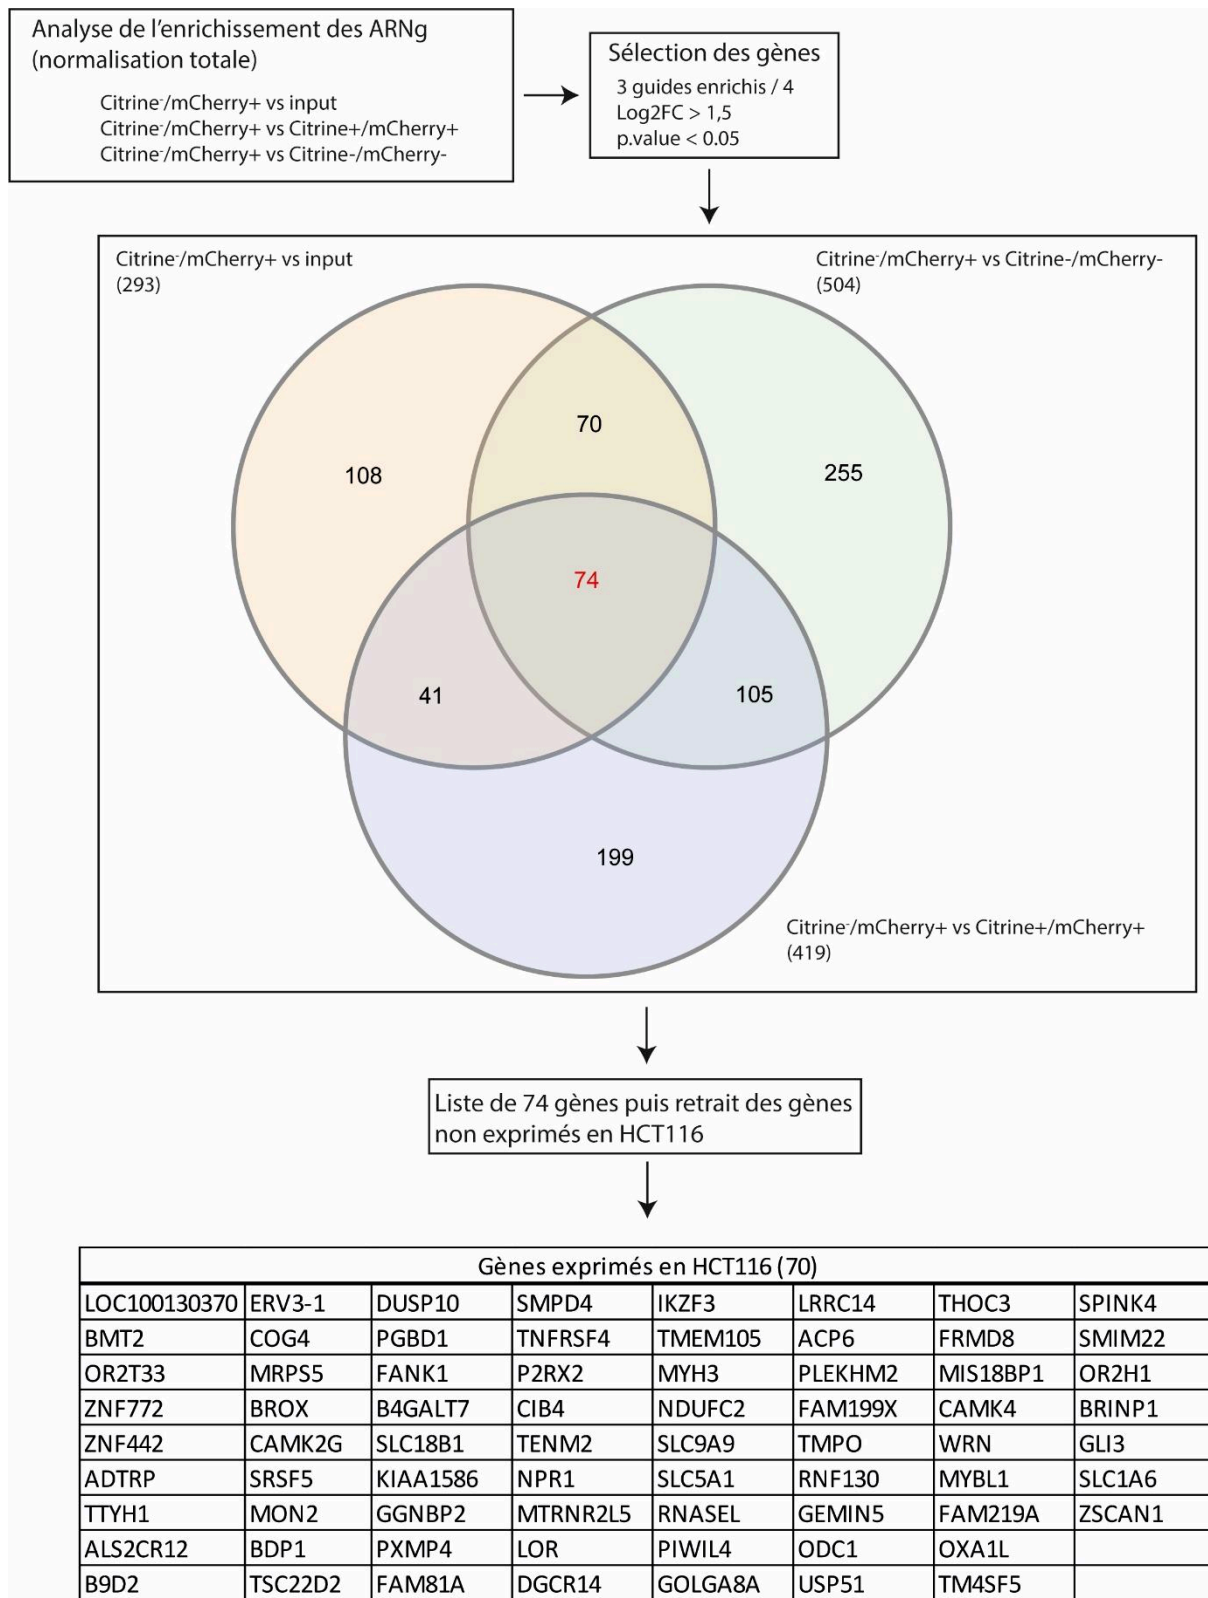 Analyse de l'enrichissement des ARNg
(normalisation totale)
Citrine⁻/mCherry+ vs input
Citrine⁻/mCherry+ vs Citrine+/mCherry+
Citrine⁻/mCherry+ vs Citrine-/mCherry-
Sélection des gènes
3 guides enrichis / 4
Log2FC > 1,5
p.value < 0.05
Citrine⁻/mCherry+ vs input
(293)
Citrine⁻/mCherry+ vs Citrine-/mCherry-
(504)
70
108
255
74
41
105
199
Citrine⁻/mCherry+ vs Citrine+/mCherry+
(419)
Liste de 74 gènes puis retrait des gènes
non exprimés en HCT116
Gènes exprimés en HCT116 (70)
LOC100130370 ERV3-1 DUSP10 SMPD4 IKZF3 LRRC14 THOC3 SPINK4
BMT2 COG4 PGBD1 TNFRSF4 TMEM105 ACP6 FRMD8 SMIM22
OR2T33 MRPS5 FANK1 P2RX2 MYH3 PLEKHM2 MIS18BP1 OR2H1
ZNF772 BROX B4GALT7 CIB4 NDUFC2 FAM199X CAMK4 BRINP1
ZNF442 CAMK2G SLC18B1 TENM2 SLC9A9 TMPO WRN GLI3
ADTRP SRSF5 KIAA1586 NPR1 SLC5A1 RNF130 MYBL1 SLC1A6
TTYH1 MON2 GGNBP2 MTRNR2L5 RNASEL GEMIN5 FAM219A ZSCAN1
ALS2CR12 BDP1 PXMP4 LOR PIWIL4 ODC1 OXA1L
B9D2 TSC22D2 FAM81A DGCR14 GOLGA8A USP51 TM4SF5